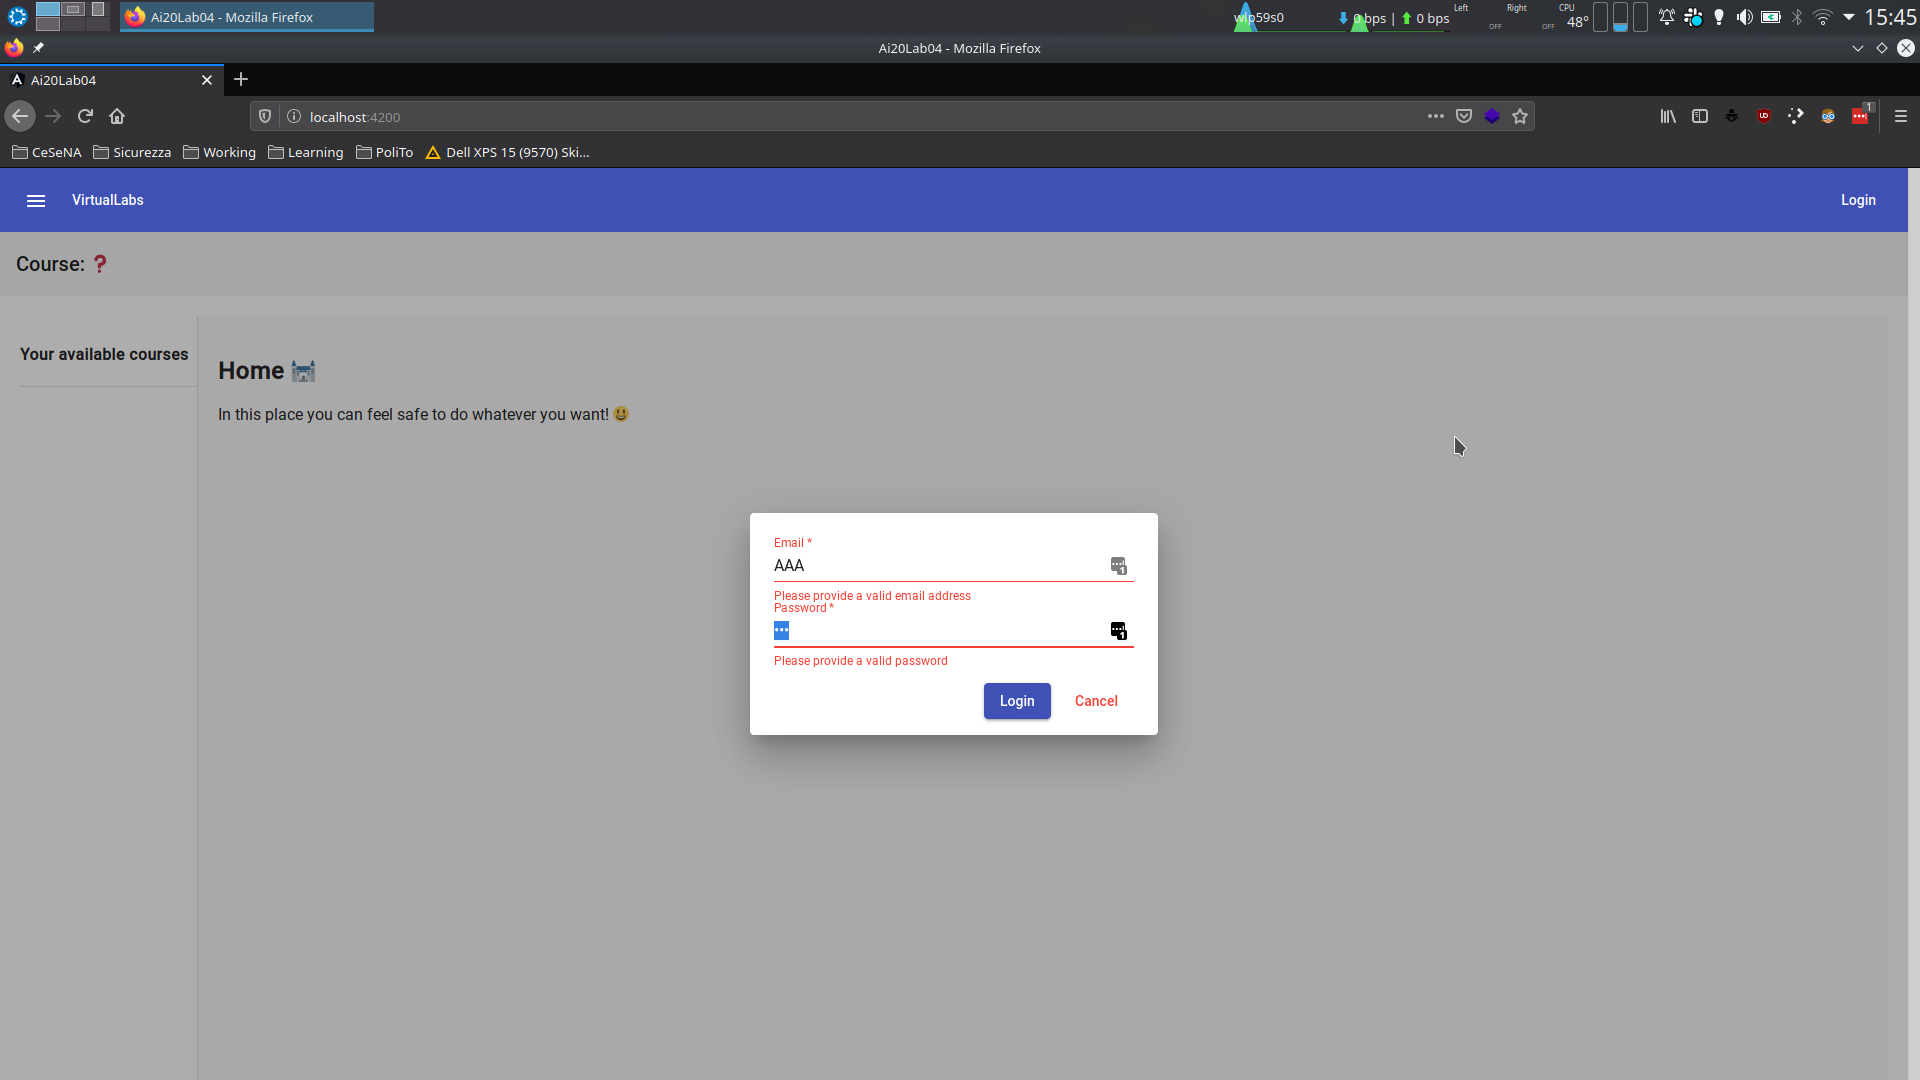 Ai20Lab04 - Mozilla Firefox
wlp59s0
0 bps | 0 bps
Left
OFF
Right
OFF
CPU
48°
15:45
Ai20Lab04 - Mozilla Firefox
Ai20Lab04
localhost:4200
1
CeSeNA
Sicurezza
Working
Learning
PoliTo
Dell XPS 15 (9570) Ski...
VirtualLabs
Login
Course: ❓
Your available courses
Home 🏰
In this place you can feel safe to do whatever you want! 😃
Email *
AAA
Please provide a valid email address
Password *
•••
Please provide a valid password
Login
Cancel